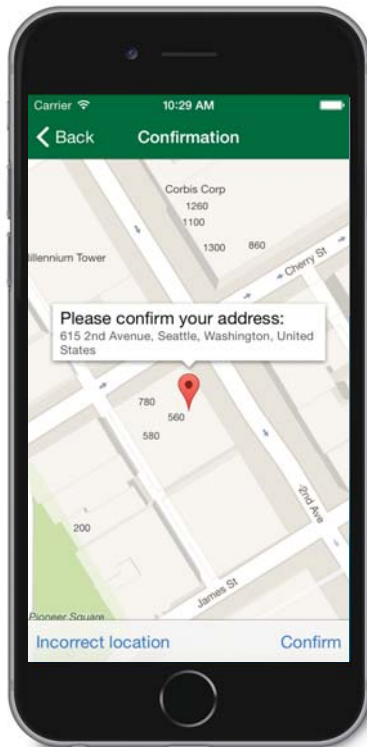 Carrier 10:29 AM
Back Confirmation
Corbis Corp
1260
1100
1300 860
Cherry St
illennium Tower
Please confirm your address:
615 2nd Avenue, Seattle, Washington, United
States
780
560
580
2nd Ave
200
James St
Pioneer Square
Incorrect location Confirm